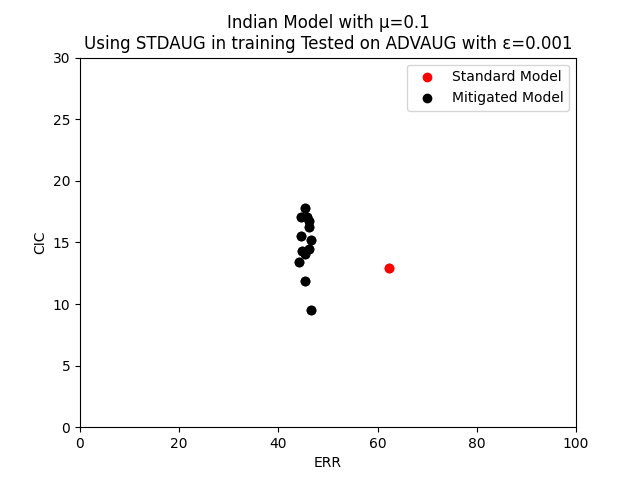 Indian Model with μ=0.1
Using STDAUG in training Tested on ADVAUG with ε=0.001
Standard Model
Mitigated Model
30
25
20
15
10
5
0
CIC
0 20 40 60 80 100
ERR